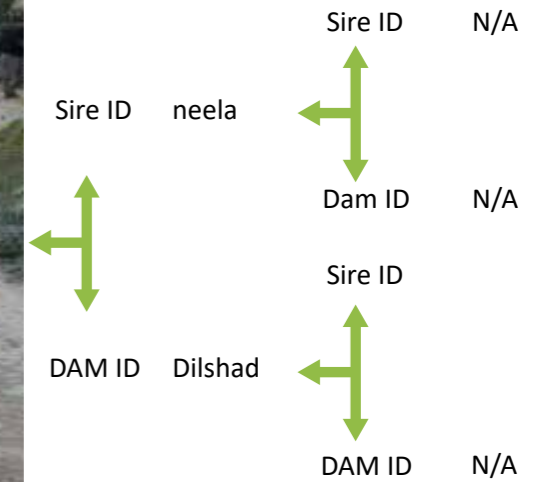 Sire ID N/A
Sire ID neela
Dam ID N/A
Sire ID
DAM ID Dilshad
DAM ID N/A